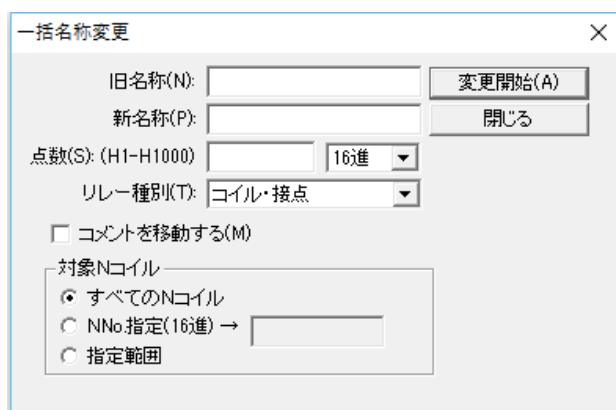 一括名称変更
旧名称(N):
変更開始(A)
新名称(P):
閉じる
点数(S): (H1-H1000)
16進
リレー種別(T):
コイル・接点
コメントを移動する(M)
対象Nコイル
すべてのNコイル
NNo.指定(16進) →
指定範囲